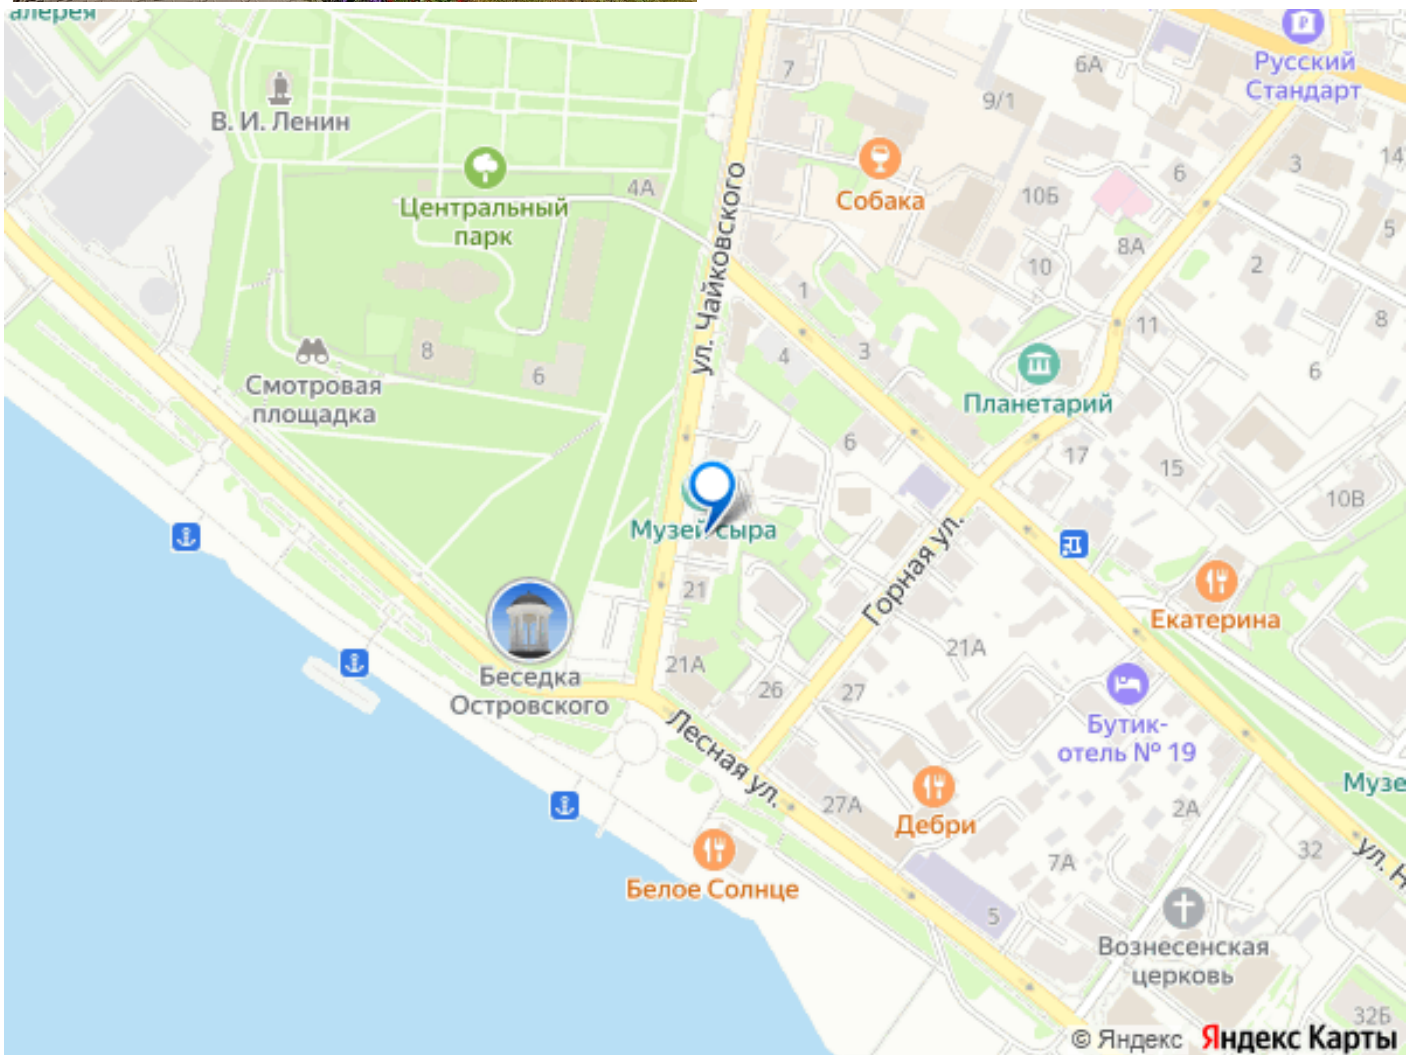 алерея
В. И. Ленин
Центральный
парк
4А
7
ул. Чайковского
Собака
9/1
6А
Русский
Стандарт
3
14
6
5
10Б
10
8А
2
11
8
6
1
4
3
6
Планетарий
17
15
10В
Смотровая
площадка
8
6
Музей сыра
21
21А
26
27
Горная ул.
21А
Екатерина
Беседка
Островского
Лесная ул.
Бутик-
отель № 19
27А
Дебри
Белое Солнце
2А
7А
5
32
Музе
ул. Н
Вознесенская
церковь
32Б
© Яндекс Яндекс Карты